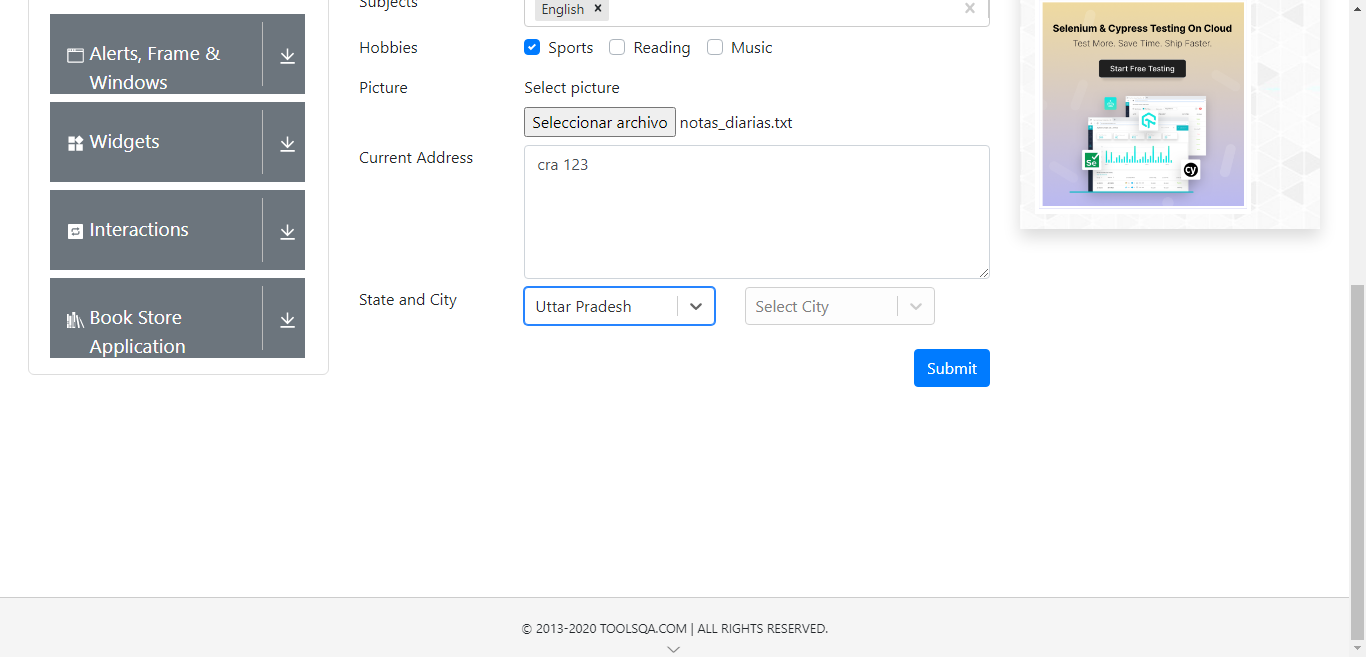 Subjects
English
Alerts, Frame &
Windows
Widgets
Interactions
Book Store
Application
Hobbies
Sports
Reading
Music
Picture
Select picture
Seleccionar archivo
notas_diarias.txt
Current Address
cra 123
State and City
Uttar Pradesh
Select City
Submit
Selenium & Cypress Testing On Cloud
Test More. Save Time. Ship Faster.
Start Free Testing
Se
cy
© 2013-2020 TOOLSQA.COM | ALL RIGHTS RESERVED.